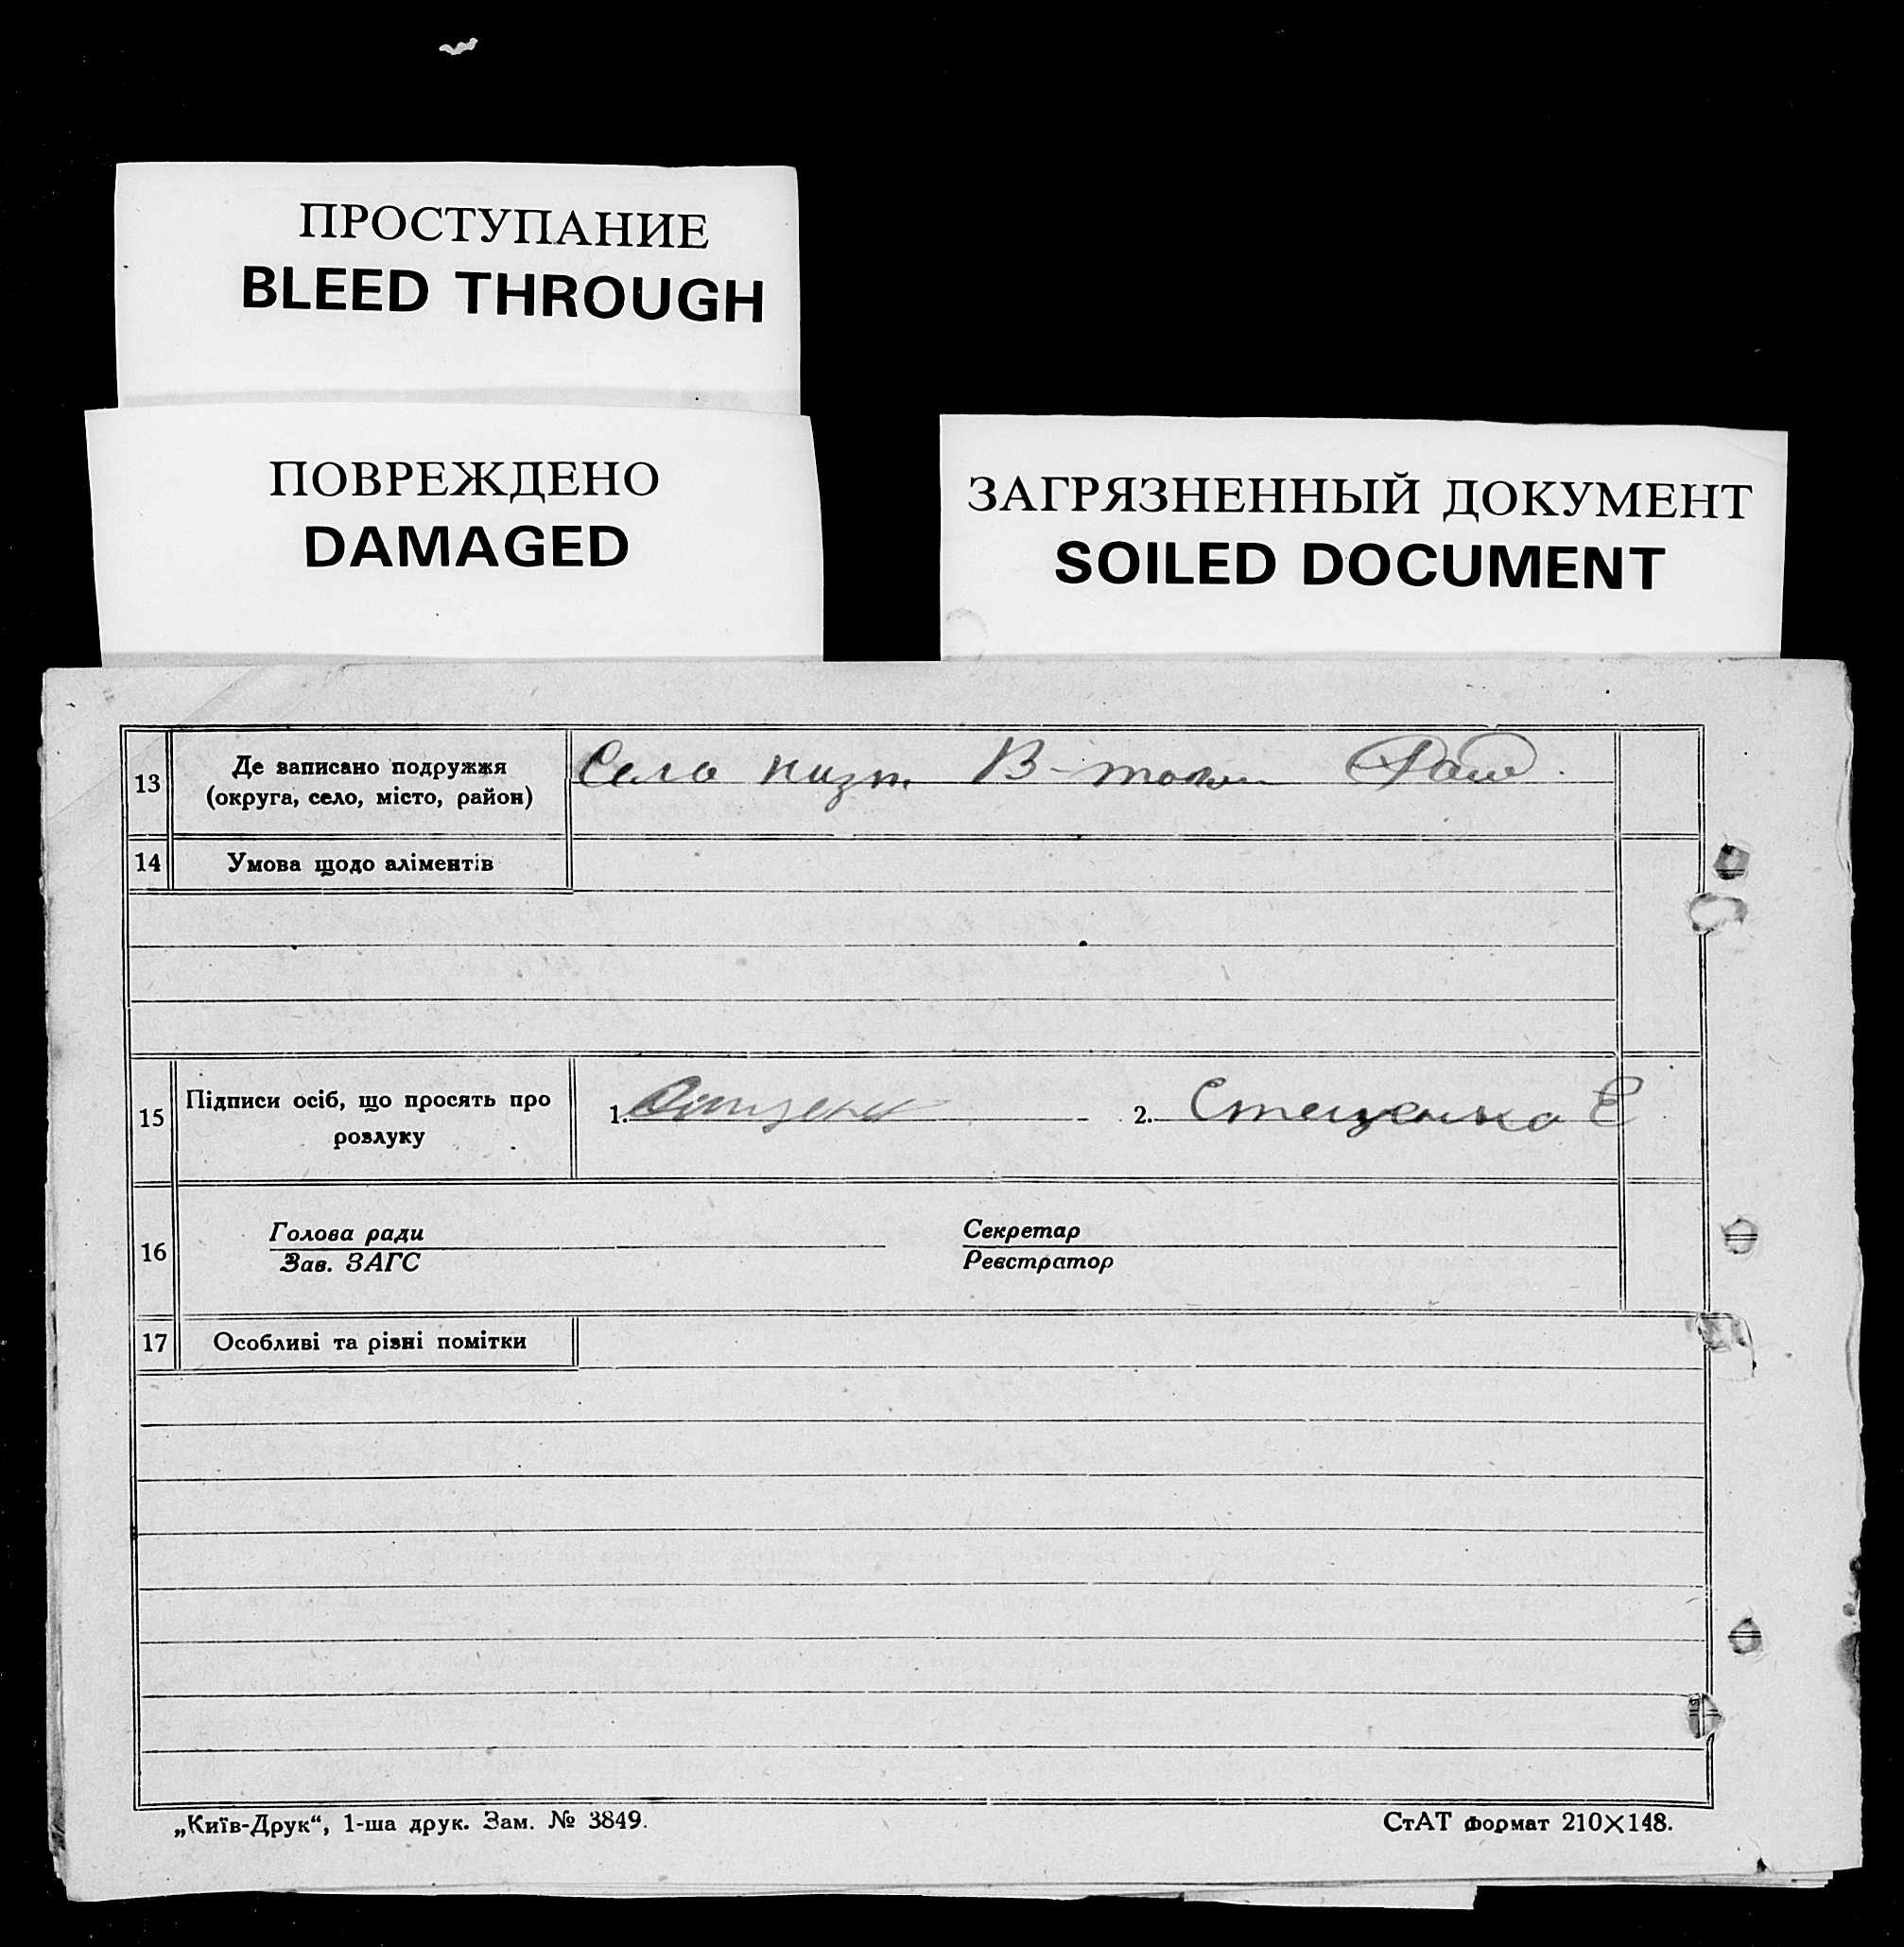 ПРОСТУПАНИЕ
BLEED THROUGH
ПОВРЕЖДЕНО
DAMAGED
ЗАГРЯЗНЕННЫЙ ДОКУМЕНТ
SOILED DOCUMENT
13
Де записано подружжя
(округа, село, місто, район)
Село В-
14
Умова щодо аліментів
15
Підписи осіб, що просять про
розлуку
1.
2. Стеценко Е
16
Голова ради
Зав. ЗАГС
Секретар
Реєстратор
17
Особливі та різні помітки
„Київ-Друк“, 1-ша друк. Зам. № 3849.
СтАТ формат 210×148.